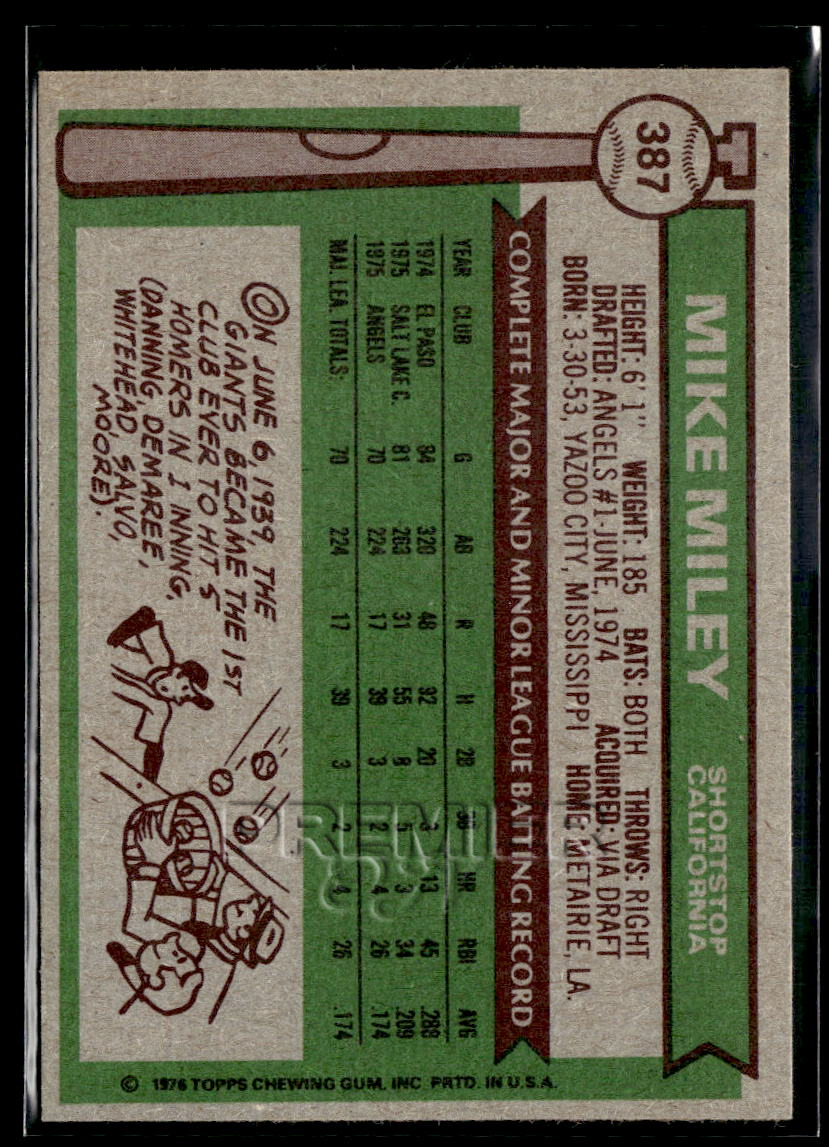 387
MIKE MILEY
SHORTSTOP
CALIFORNIA
HEIGHT: 6' 1" WEIGHT: 185 BATS: BOTH THROWS: RIGHT
DRAFTED: ANGELS #1-JUNE, 1974 ACQUIRED: VIA DRAFT
BORN: 3-30-53, YAZOO CITY, MISSISSIPPI HOME: METAIRIE, LA.
COMPLETE MAJOR AND MINOR LEAGUE BATTING RECORD
YEAR CLUB G AB R H 2B 3B HR RBI AVG
1974 EL PASO 84 320 48 92 20 3 13 45 .288
1975 SALT LAKE C. 81 263 31 55 8 5 3 34 .209
1975 ANGELS 70 224 17 39 3 2 4 26 .174
MAJ. LEA. TOTALS: 70 224 17 39 3 2 4 26 .174
ON JUNE 6, 1939, THE
GIANTS BECAME THE 1ST
CLUB EVER TO HIT 5
HOMERS IN 1 INNING,
(DANNING, DEMAREE,
WHITEHEAD, SALVO,
MOORE).
© 1976 TOPPS CHEWING GUM, INC. PRTD. IN U.S.A.
PREMIER